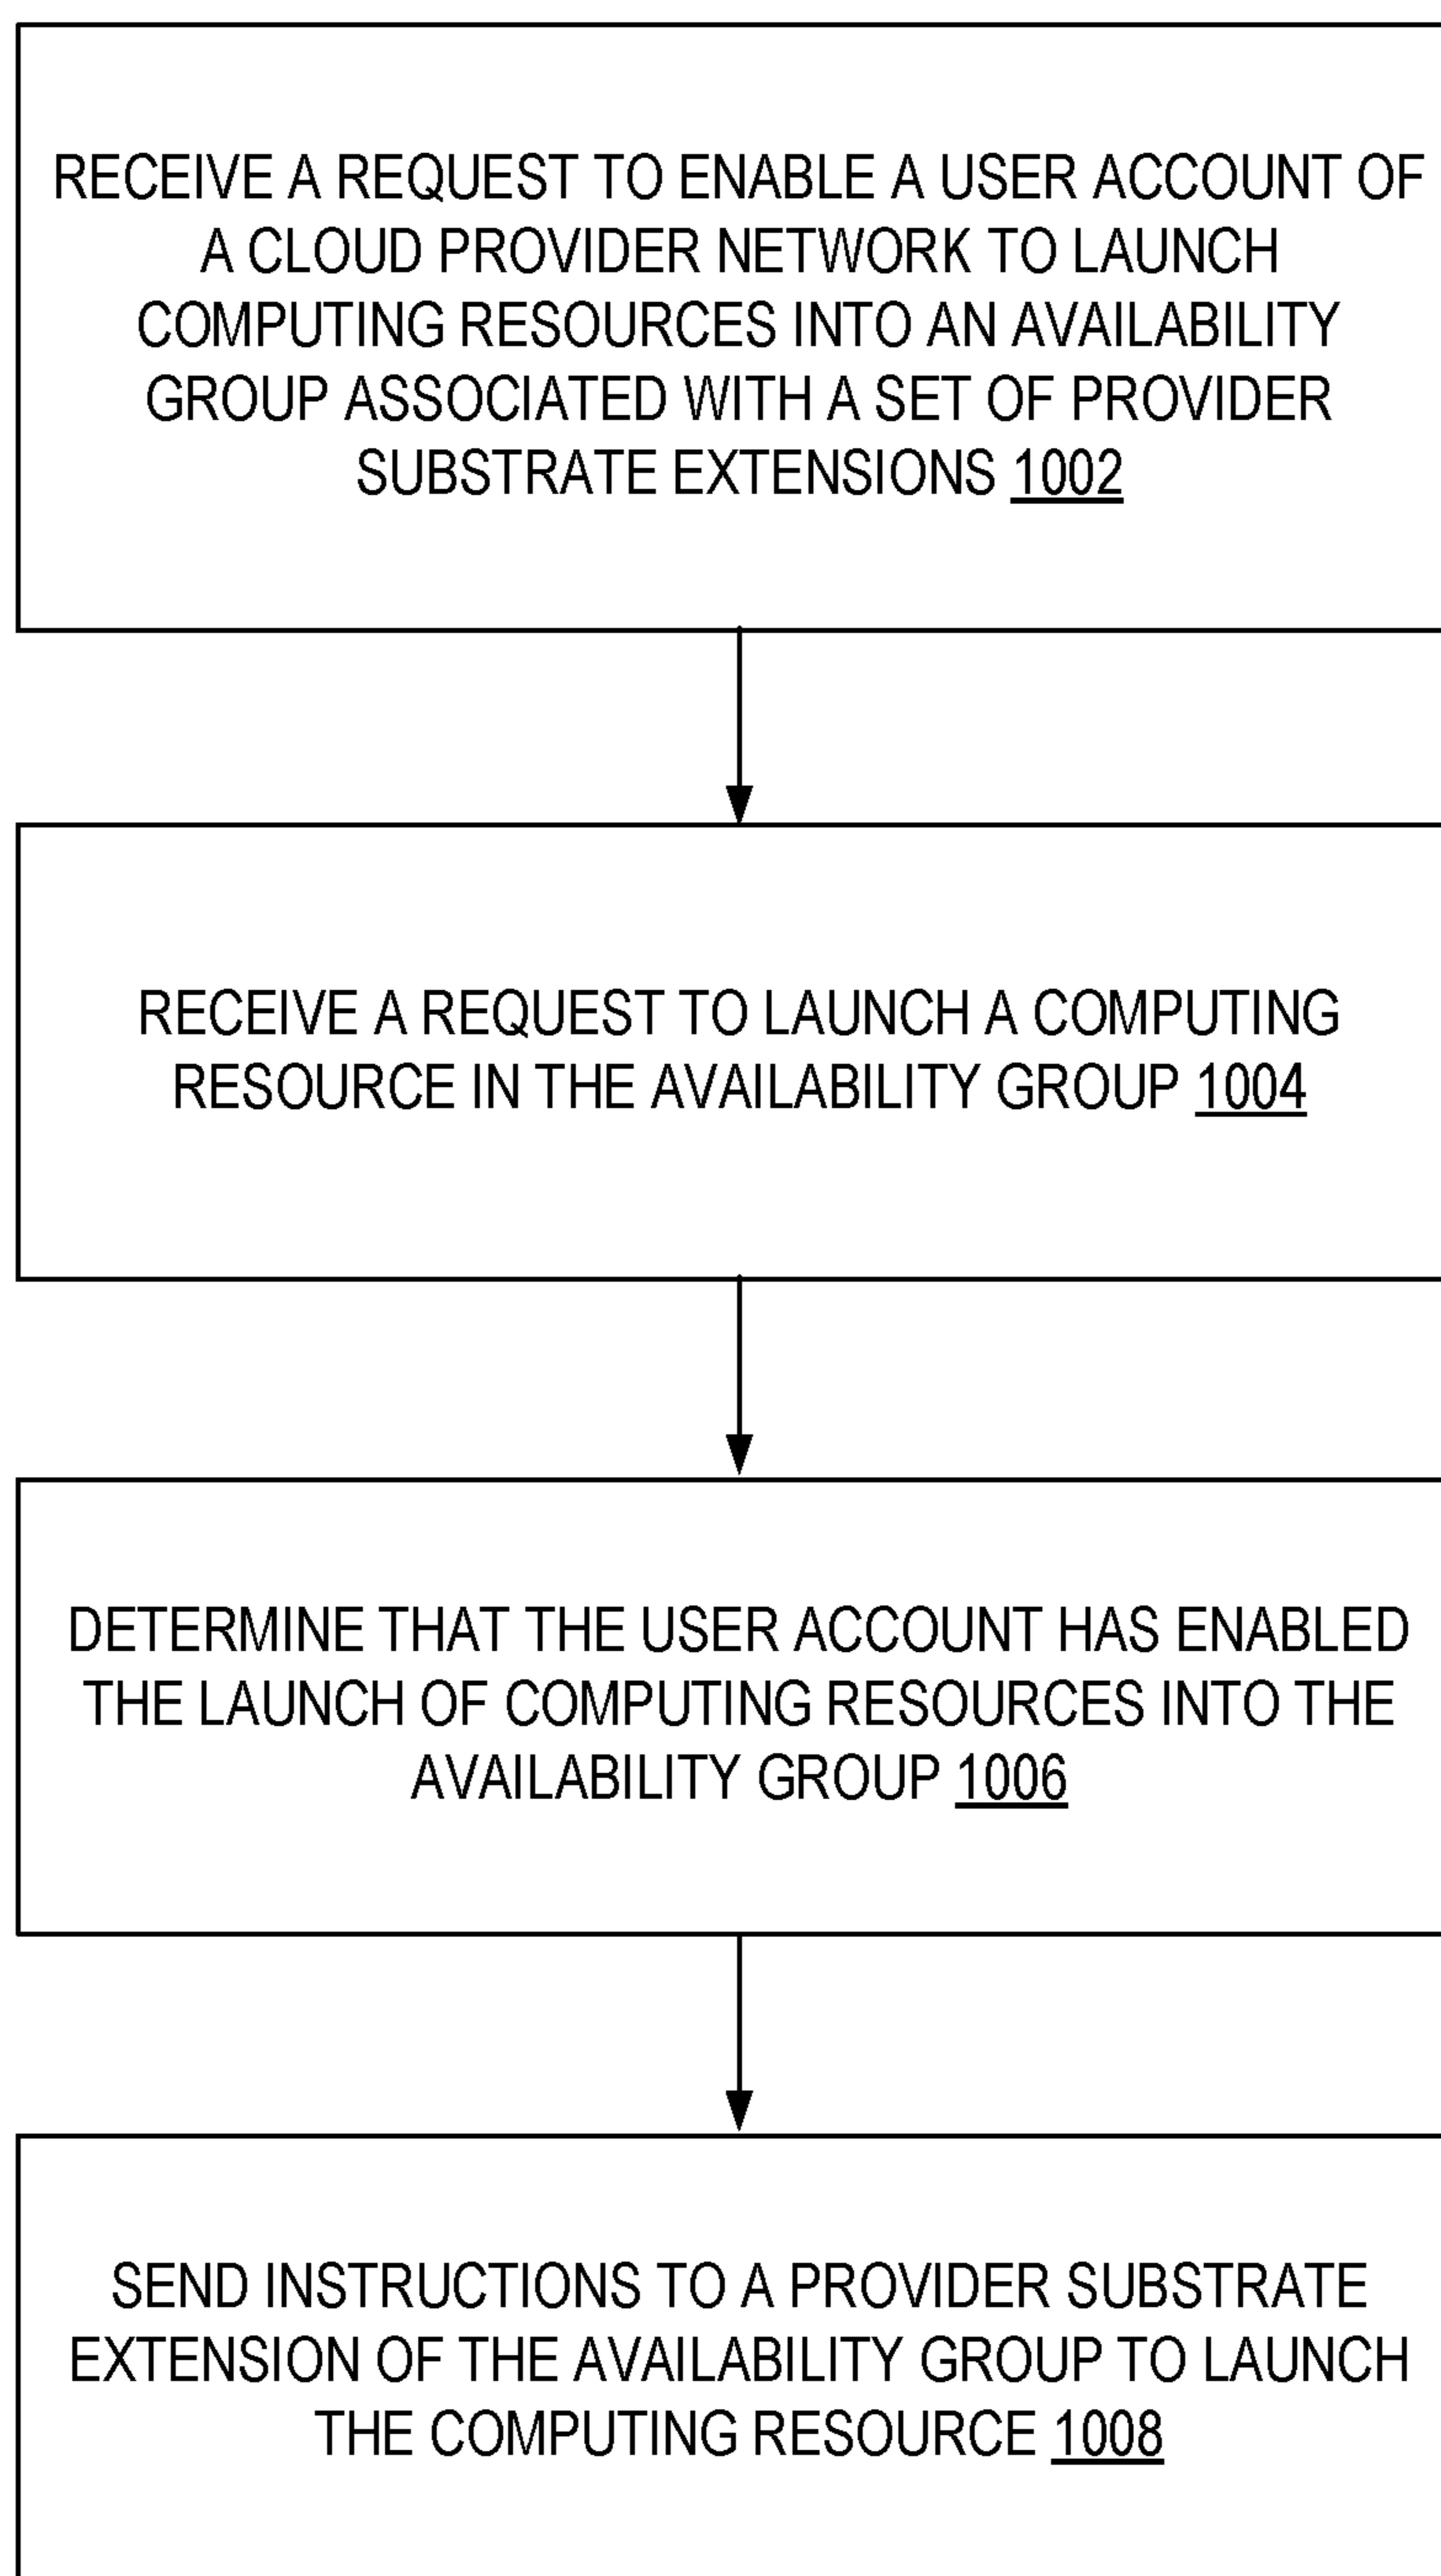 RECEIVE A REQUEST TO ENABLE A USER ACCOUNT OF
A CLOUD PROVIDER NETWORK TO LAUNCH
COMPUTING RESOURCES INTO AN AVAILABILITY
GROUP ASSOCIATED WITH A SET OF PROVIDER
SUBSTRATE EXTENSIONS 1002
RECEIVE A REQUEST TO LAUNCH A COMPUTING
RESOURCE IN THE AVAILABILITY GROUP 1004
DETERMINE THAT THE USER ACCOUNT HAS ENABLED
THE LAUNCH OF COMPUTING RESOURCES INTO THE
AVAILABILITY GROUP 1006
SEND INSTRUCTIONS TO A PROVIDER SUBSTRATE
EXTENSION OF THE AVAILABILITY GROUP TO LAUNCH
THE COMPUTING RESOURCE 1008